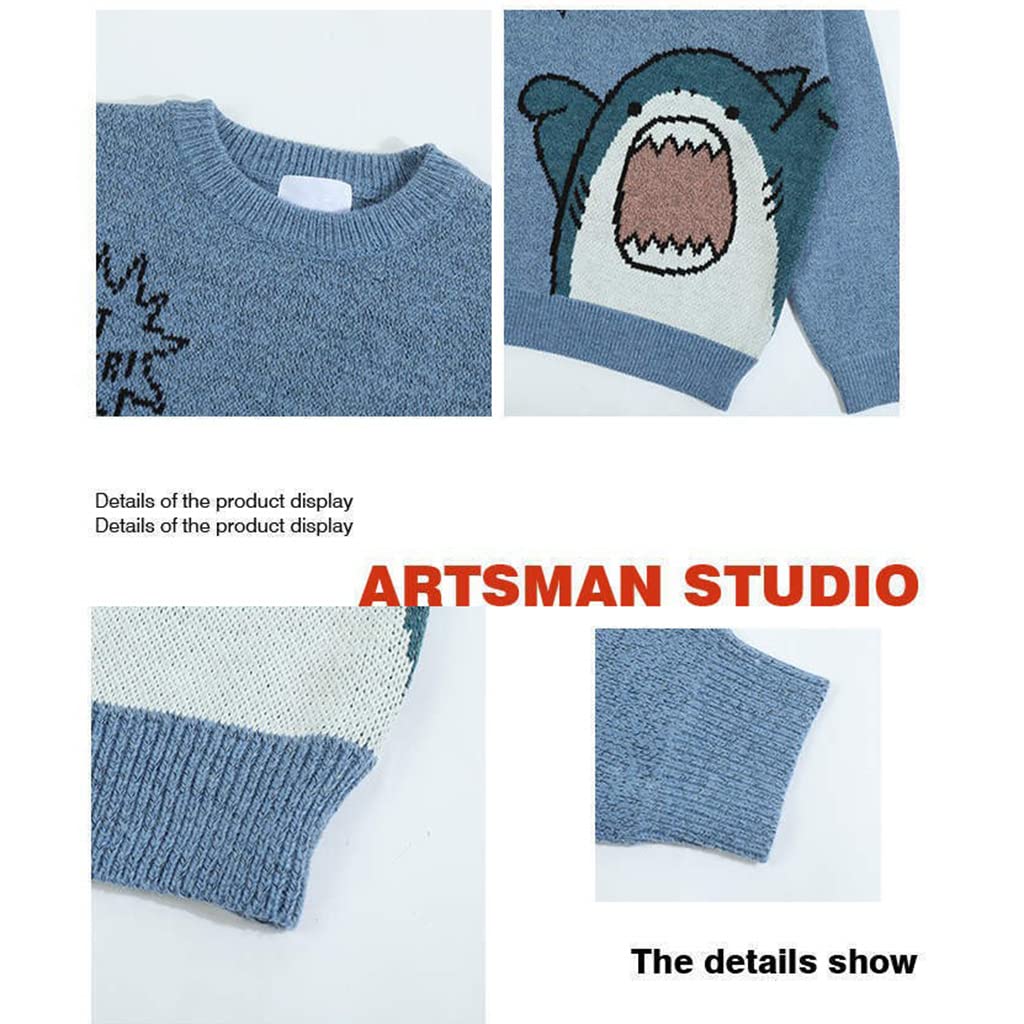 Details of the product display
Details of the product display
ARTSMAN STUDIO
The details show